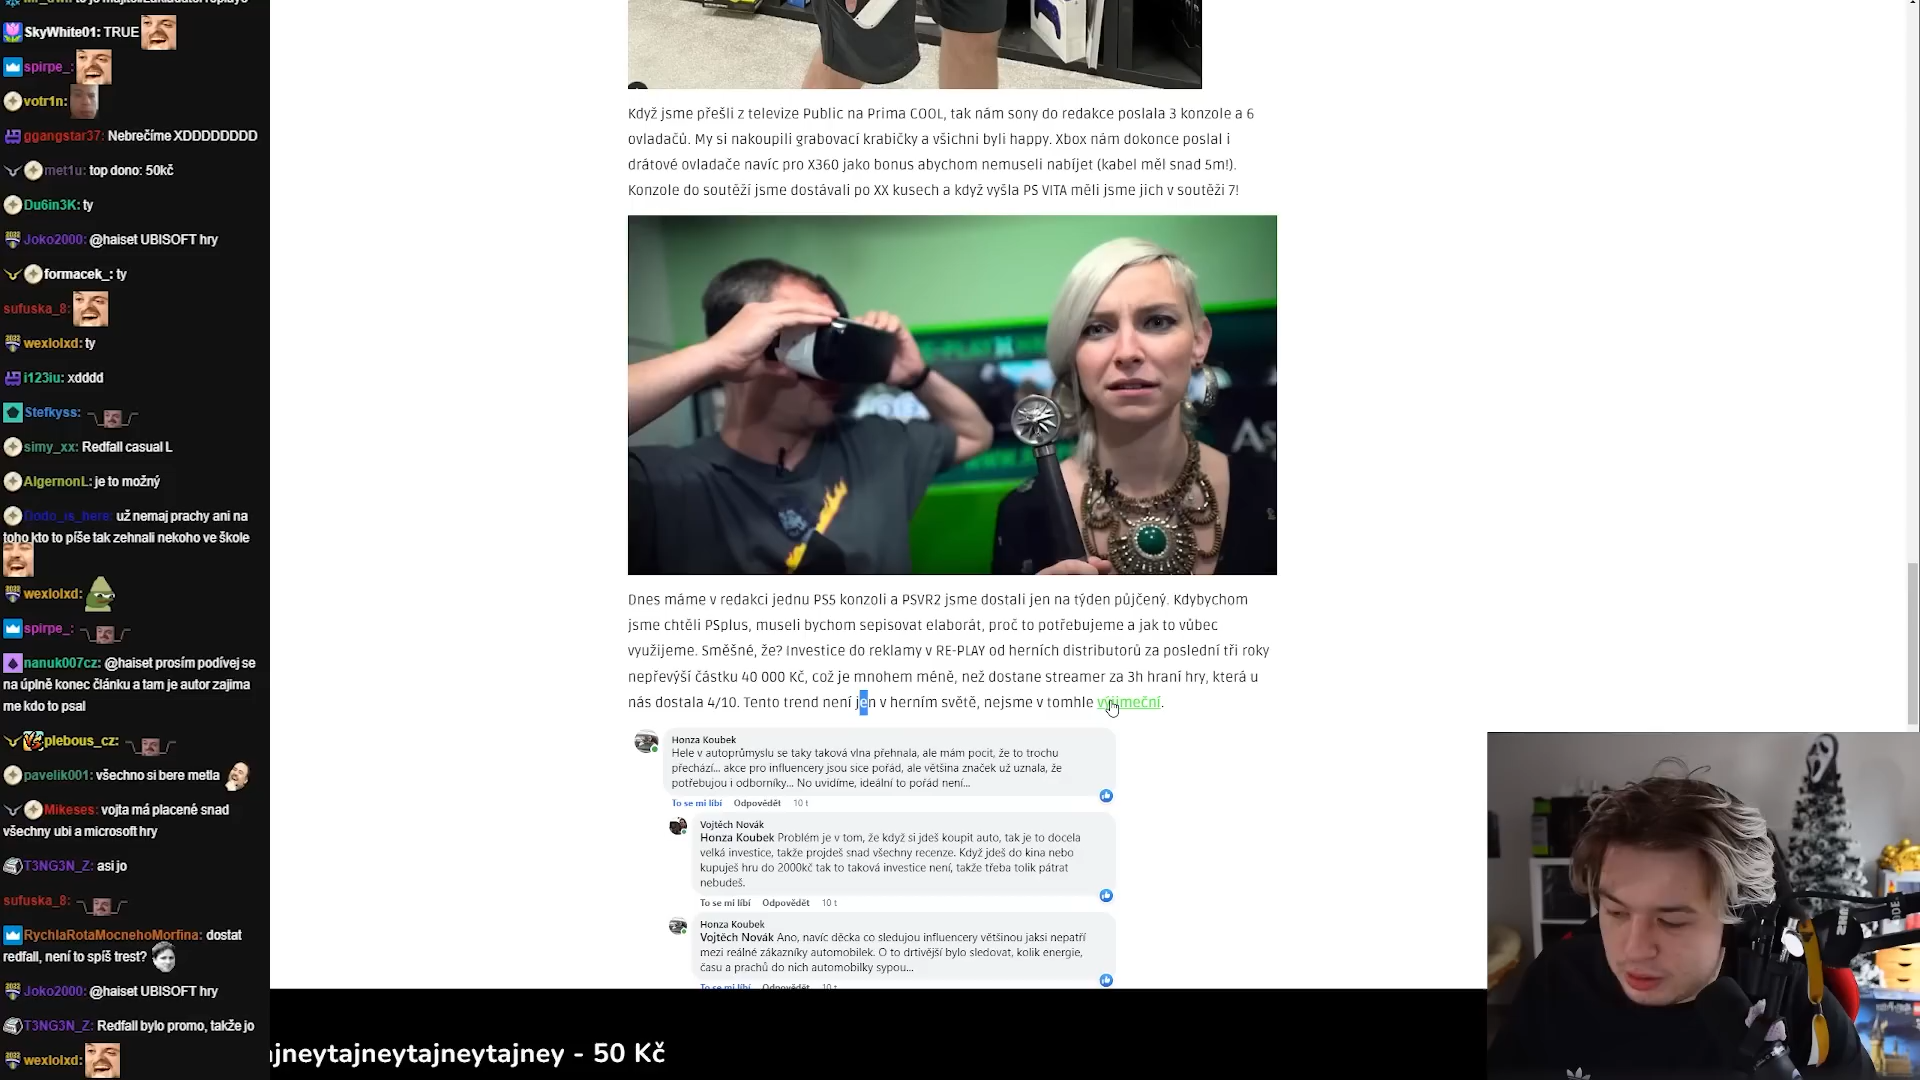 SkyWhite01: TRUE
spirpe_:
votr1n:
ggangstar37: Nebrečíme XDDDDDDDD
met1u: top dono: 50kč
Du6in3K: ty
Joko2000: @haiset UBISOFT hry
formacek_: ty
sufuska_8:
wexlolxd: ty
i123iu: xdddd
Stefkyss:
simy_xx: Redfall casual L
AlgernonL: je to možný
Dodo_is_here: už nemaj prachy ani na
toho kto to píše tak zehnali nekoho ve škole
wexlolxd:
spirpe_:
nanuk007cz: @haiset prosím podívej se
na úplně konec článku a tam je autor zajima
me kdo to psal
plebous_cz:
pavelik001: všechno si bere metla
Mikeses: vojta má placené snad
všechny ubi a microsoft hry
T3NG3N_Z: asi jo
sufuska_8:
RychlaRotaMocnehoMorfina: dostat
redfall, není to spíš trest?
Joko2000: @haiset UBISOFT hry
T3NG3N_Z: Redfall bylo promo, takže jo
wexlolxd:
Když jsme přešli z televize Public na Prima COOL, tak nám sony do redakce poslala 3 konzole a 6
ovladačů. My si nakoupili grabovací krabičky a všichni byli happy. Xbox nám dokonce poslal i
drátové ovladače navíc pro X360 jako bonus abychom nemuseli nabíjet (kabel měl snad 5m!).
Konzole do soutěží jsme dostávali po XX kusech a když vyšla PS VITA měli jsme jich v soutěži 7!
Dnes máme v redakci jednu PS5 konzoli a PSVR2 jsme dostali jen na týden půjčený. Kdybychom
jsme chtěli PSplus, museli bychom sepisovat elaborát, proč to potřebujeme a jak to vůbec
využijeme. Směšné, že? Investice do reklamy v RE-PLAY od herních distributorů za poslední tři roky
nepřevýší částku 40 000 Kč, což je mnohem méně, než dostane streamer za 3h hraní hry, která u
nás dostala 4/10. Tento trend není jen v herním světě, nejsme v tomhle výjimeční.
Honza Koubek
Hele v autoprůmyslu se taky taková vlna přehnala, ale mám pocit, že to trochu
přechází... akce pro influencery jsou sice pořád, ale většina značek už uznala, že
potřebujou i odborníky... No uvidíme, ideální to pořád není...
To se mi líbí Odpovědět 10 t
Vojtěch Novák
Honza Koubek Problém je v tom, že když si jdeš koupit auto, tak je to docela
velká investice, takže projdeš snad všechny recenze. Když jdeš do kina nebo
kupuješ hru do 2000kč tak to taková investice není, takže třeba tolik pátrat
nebudeš.
To se mi líbí Odpovědět 10 t
Honza Koubek
Vojtěch Novák Ano, navíc děcka co sledujou influencery většinou jaksi nepatří
mezi reálné zákazníky automobilek. O to drtivější bylo sledovat, kolik energie,
času a prachů do nich automobilky sypou...
To se mi líbí Odpovědět 10 t
ajneytajneytajneytajney - 50 Kč